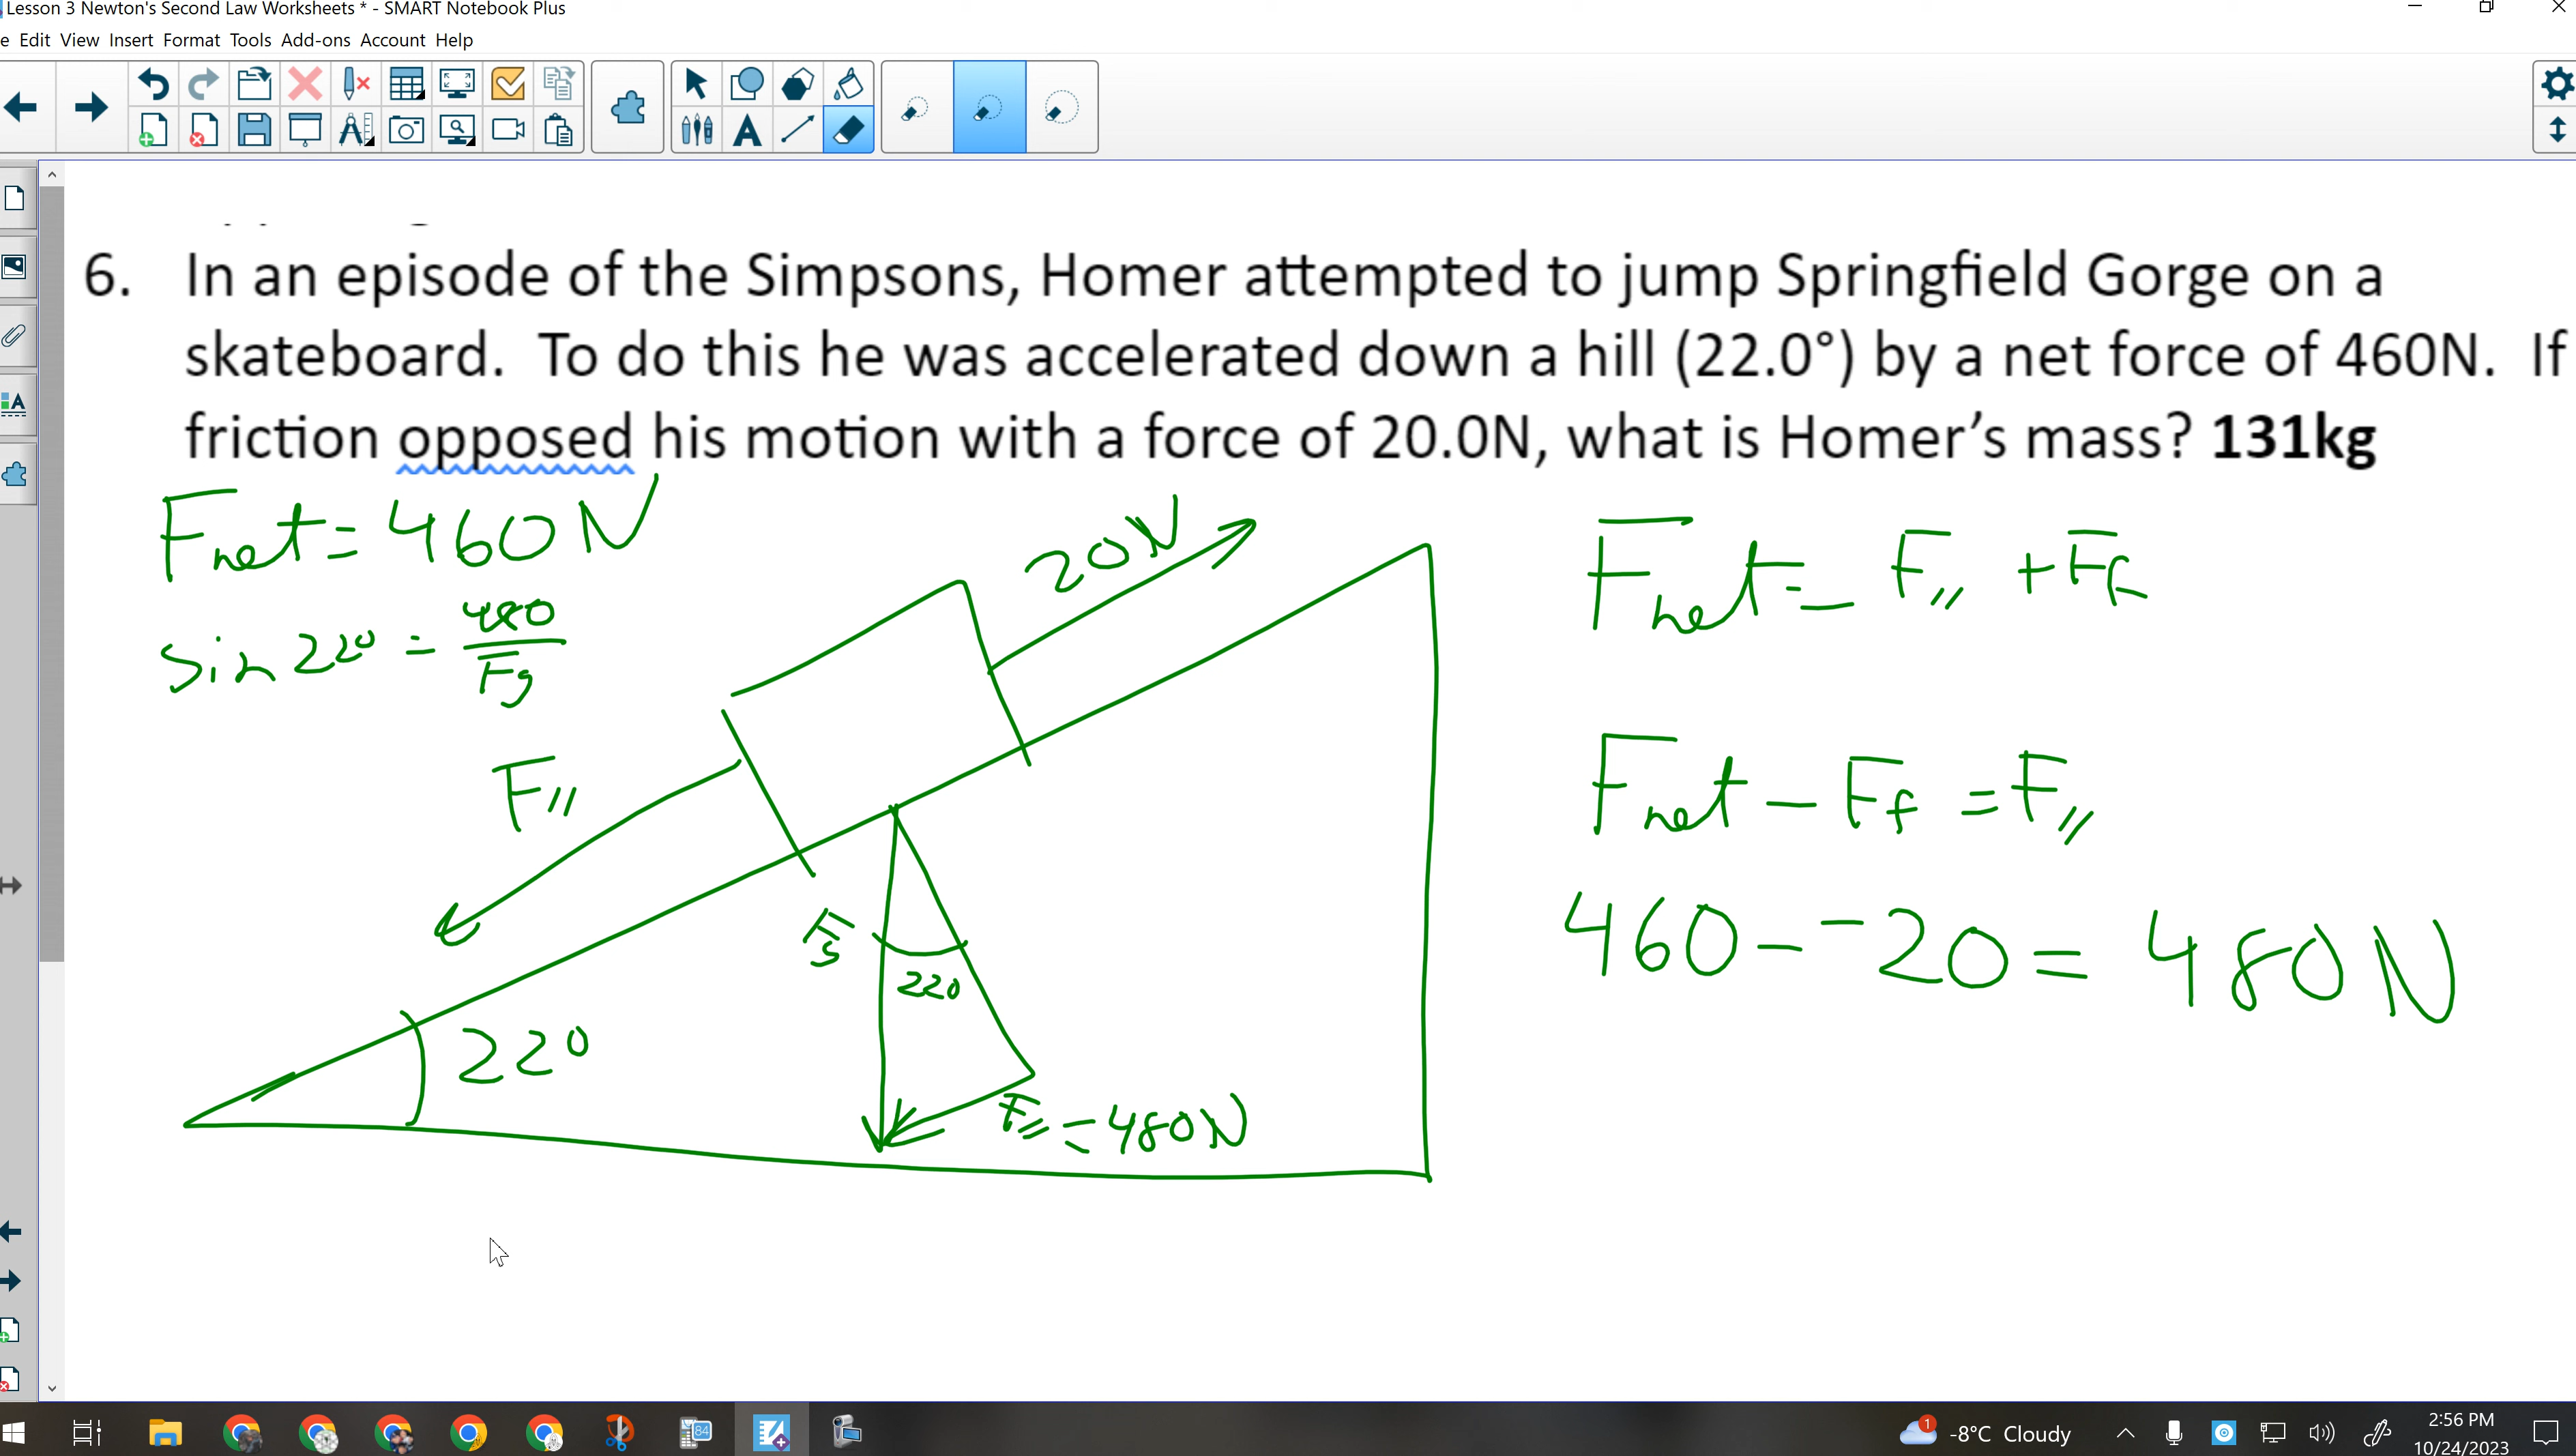 Lesson 3 Newton's Second Law Worksheets * - SMART Notebook Plus
e Edit View Insert Format Tools Add-ons Account Help
6. In an episode of the Simpsons, Homer attempted to jump Springfield Gorge on a
skateboard. To do this he was accelerated down a hill (22.0°) by a net force of 460N. If
friction opposed his motion with a force of 20.0N, what is Homer's mass? 131kg
Fnet = 460N
sin 22° = 480/Fg
20N
F//
Fg
22°
22°
F// = 480N
Fnet = F// + Ff
Fnet - Ff = F//
460 - -20 = 480N
84
1
-8°C Cloudy
2:56 PM
10/24/2023